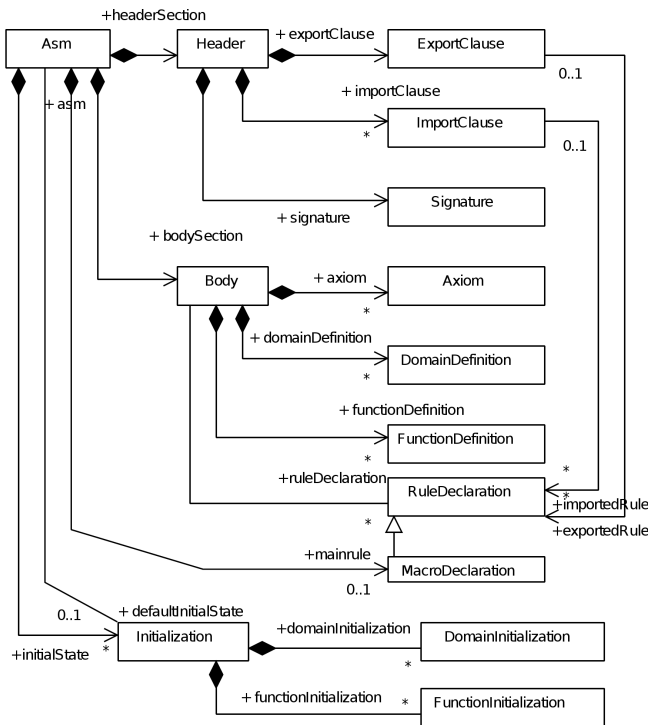 +headerSection
Asm
Header
+ exportClause
ExportClause
0..1
+ importClause
+ asm
*
ImportClause
0..1
Signature
+ signature
+ bodySection
Body
+ axiom
Axiom
*
+ domainDefinition
DomainDefinition
*
+ functionDefinition
FunctionDefinition
*
*
+ruleDeclaration
RuleDeclaration
*
+importedRule
*
+exportedRule
+mainrule
MacroDeclaration
0..1
0..1
+ defaultInitialState
Initialization
+domainInitialization
DomainInitialization
+initialState
*
*
+ functionInitialization
*
FunctionInitialization